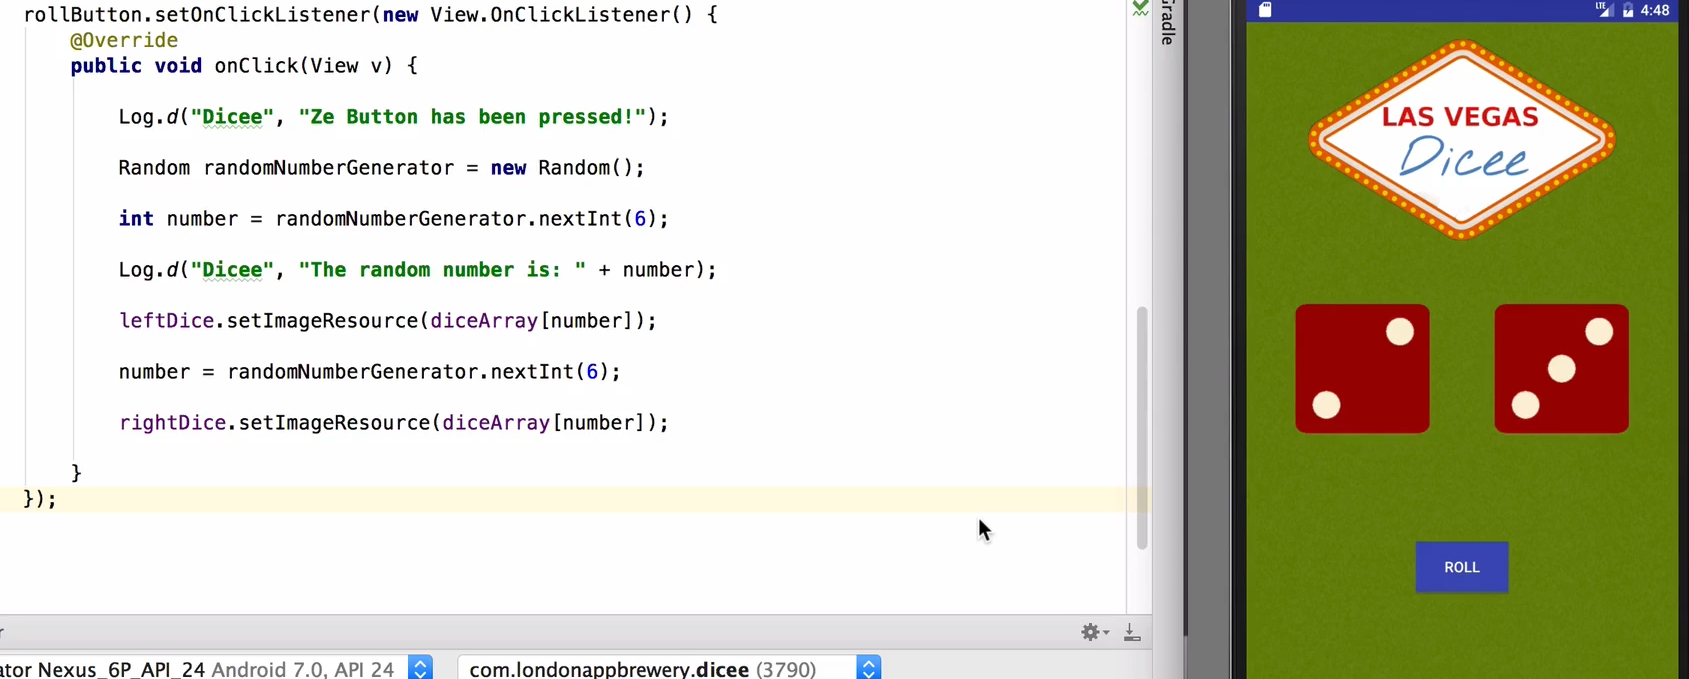 rollButton.setOnClickListener(new View.OnClickListener() {
@Override
public void onClick(View v) {
Log.d("Dicee", "Ze Button has been pressed!");
Random randomNumberGenerator = new Random();
int number = randomNumberGenerator.nextInt(6);
Log.d("Dicee", "The random number is: " + number);
leftDice.setImageResource(diceArray[number]);
number = randomNumberGenerator.nextInt(6);
rightDice.setImageResource(diceArray[number]);
}
});
Nexus_6P_API_24 Android 7.0, API 24
com.londonappbrewery.dicee (3790)
Gradle
LTE 4:48
LAS VEGAS
Dicee
ROLL